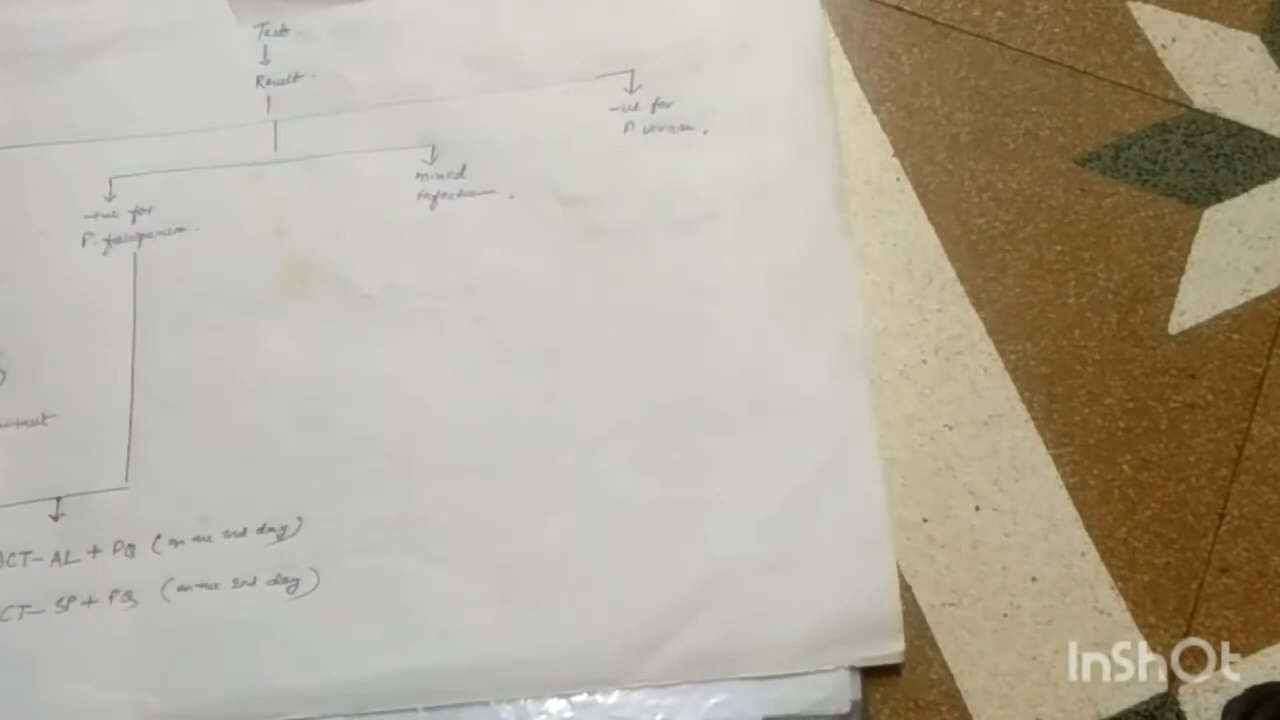 Test.
↓
Result.
-ve for
P. vivax.
mixed
infection.
+ve for
P. falciparum.
ACT-AL + PQ (on the 2nd day)
CT- SP + PQ (on the 2nd day)
InShOt